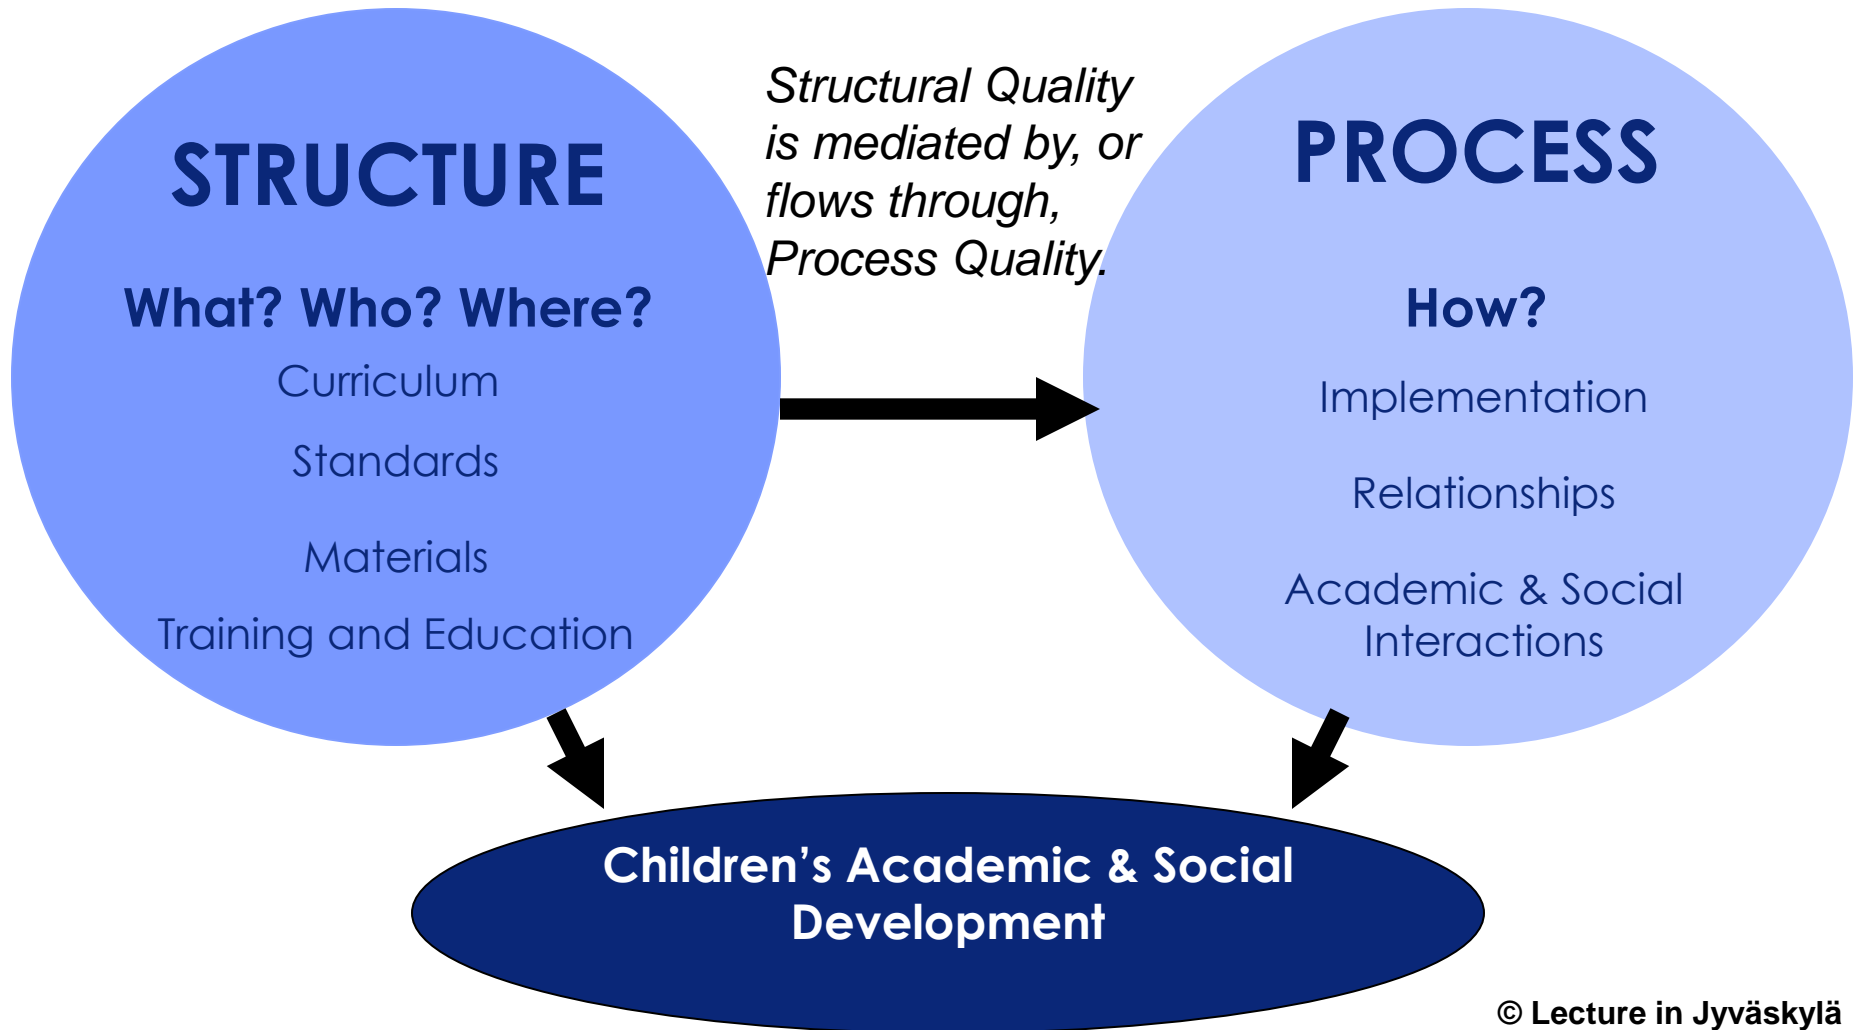 STRUCTURE
What? Who? Where?
Curriculum
Standards
Materials
Training and Education
Structural Quality
is mediated by, or
flows through,
Process Quality.
PROCESS
How?
Implementation
Relationships
Academic & Social
Interactions
Children’s Academic & Social
Development
© Lecture in Jyväskylä